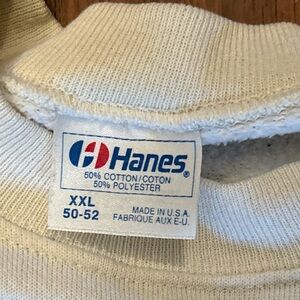 Hanes®
50% COTTON/COTON
50% POLYESTER
XXL
50-52
MADE IN U.S.A.
FABRIQUE AUX E-U.